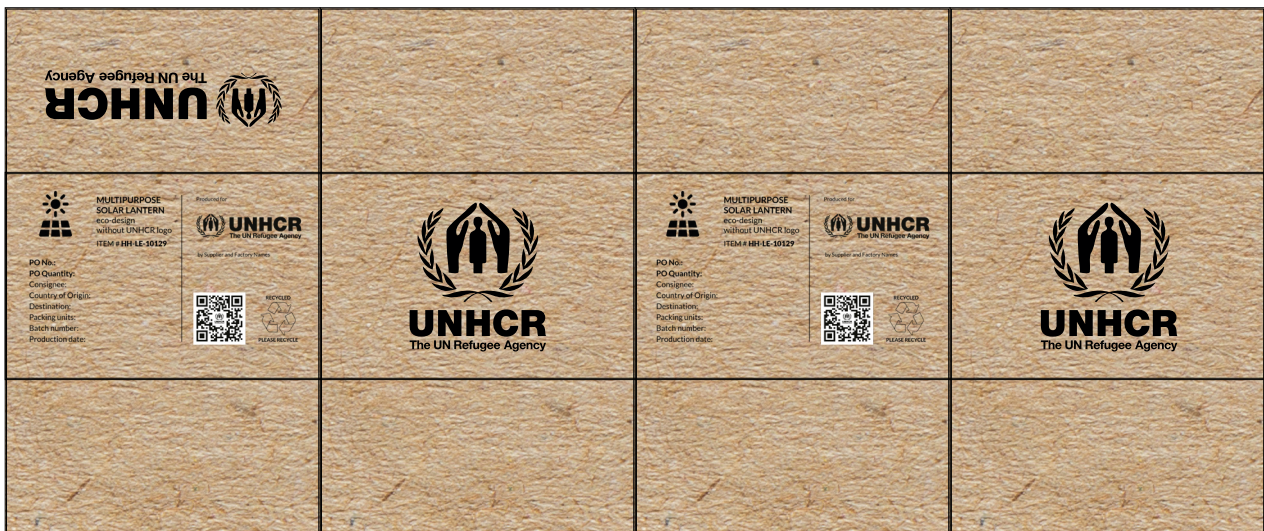 UNHCR
The UN Refugee Agency
MULTIPURPOSE
SOLAR LANTERN
eco-design
without UNHCR logo
ITEM # HH-LE-10129
PO No.:
PO Quantity:
Consignee:
Country of Origin:
Destination:
Packing units:
Batch number:
Production date:
Produced for
UNHCR
The UN Refugee Agency
by Supplier and Factory Names
RECYCLED
PLEASE RECYCLE
UNHCR
The UN Refugee Agency
MULTIPURPOSE
SOLAR LANTERN
eco-design
without UNHCR logo
ITEM # HH-LE-10129
PO No.:
PO Quantity:
Consignee:
Country of Origin:
Destination:
Packing units:
Batch number:
Production date:
Produced for
UNHCR
The UN Refugee Agency
by Supplier and Factory Names
RECYCLED
PLEASE RECYCLE
UNHCR
The UN Refugee Agency